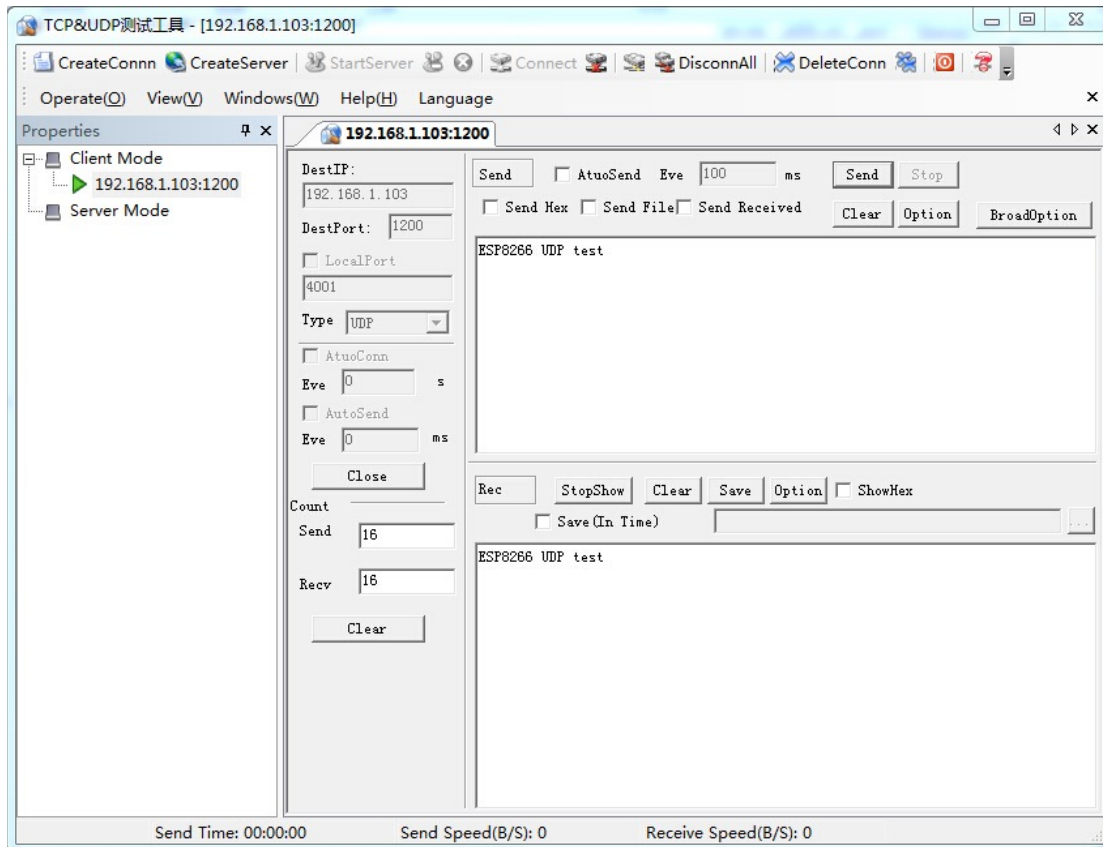 TCP&UDP测试工具 - [192.168.1.103:1200]
CreateConnn CreateServer StartServer Connect DisconnAll DeleteConn
Operate(O) View(V) Windows(W) Help(H) Language
Properties
Client Mode
192.168.1.103:1200
Server Mode
192.168.1.103:1200
DestIP:
192.168.1.103
DestPort: 1200
LocalPort
4001
Type UDP
AtuoConn
Eve 0 s
AutoSend
Eve 0 ms
Close
Count
Send 16
Recv 16
Clear
Send AtuoSend Eve 100 ms Send Stop
Send Hex Send File Send Received Clear Option BroadOption
ESP8266 UDP test
Rec StopShow Clear Save Option ShowHex
Save(In Time) ...
ESP8266 UDP test
Send Time: 00:00:00 Send Speed(B/S): 0 Receive Speed(B/S): 0